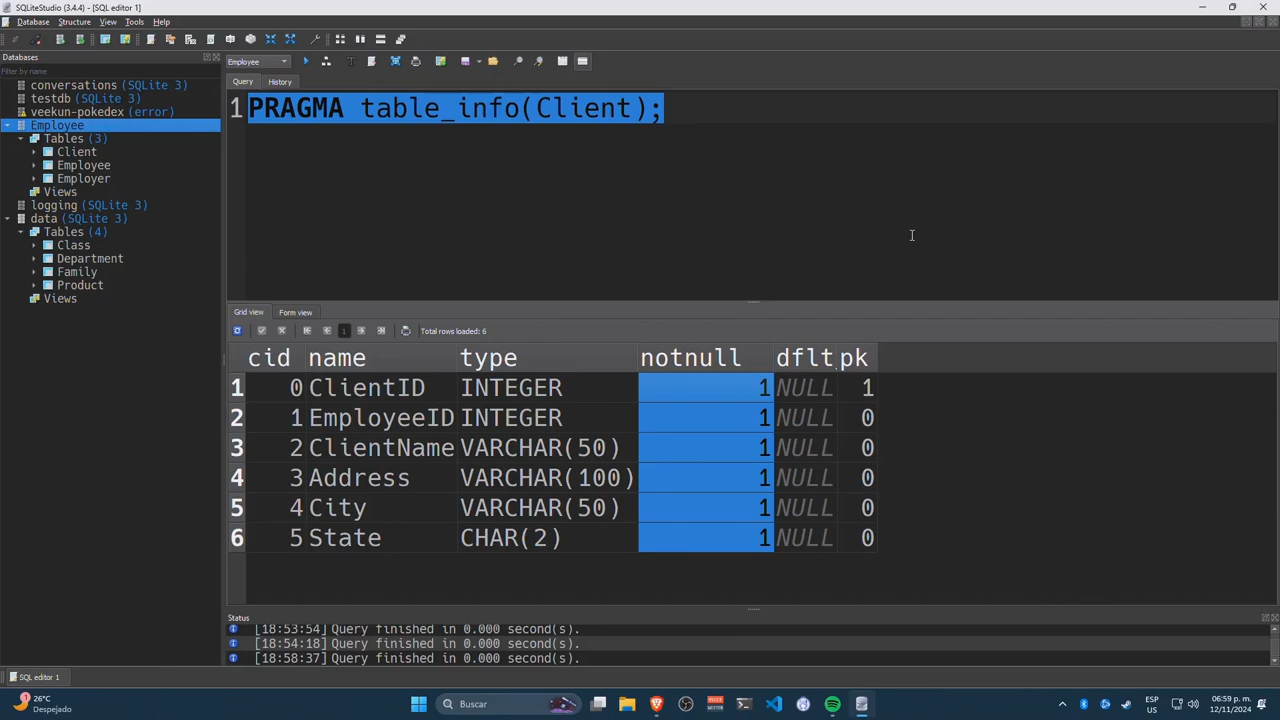 SQLiteStudio (3.4.4) - [SQL editor 1]
Database Structure View Tools Help
Databases
Filter by name
conversations (SQLite 3)
testdb (SQLite 3)
veekun-pokedex (error)
Employee
Tables (3)
Client
Employee
Employer
Views
logging (SQLite 3)
data (SQLite 3)
Tables (4)
Class
Department
Family
Product
Views
Employee
Query History
1 PRAGMA table_info(Client);
Grid view Form view
1 Total rows loaded: 6
cid name type notnull dflt_ pk
1 0 ClientID INTEGER 1 NULL 1
2 1 EmployeeID INTEGER 1 NULL 0
3 2 ClientName VARCHAR(50) 1 NULL 0
4 3 Address VARCHAR(100) 1 NULL 0
5 4 City VARCHAR(50) 1 NULL 0
6 5 State CHAR(2) 1 NULL 0
Status
[18:53:54] Query finished in 0.000 second(s).
[18:54:18] Query finished in 0.000 second(s).
[18:58:37] Query finished in 0.000 second(s).
SQL editor 1
1 26°C
Despejado
Buscar
ESP
US
06:59 p. m.
12/11/2024